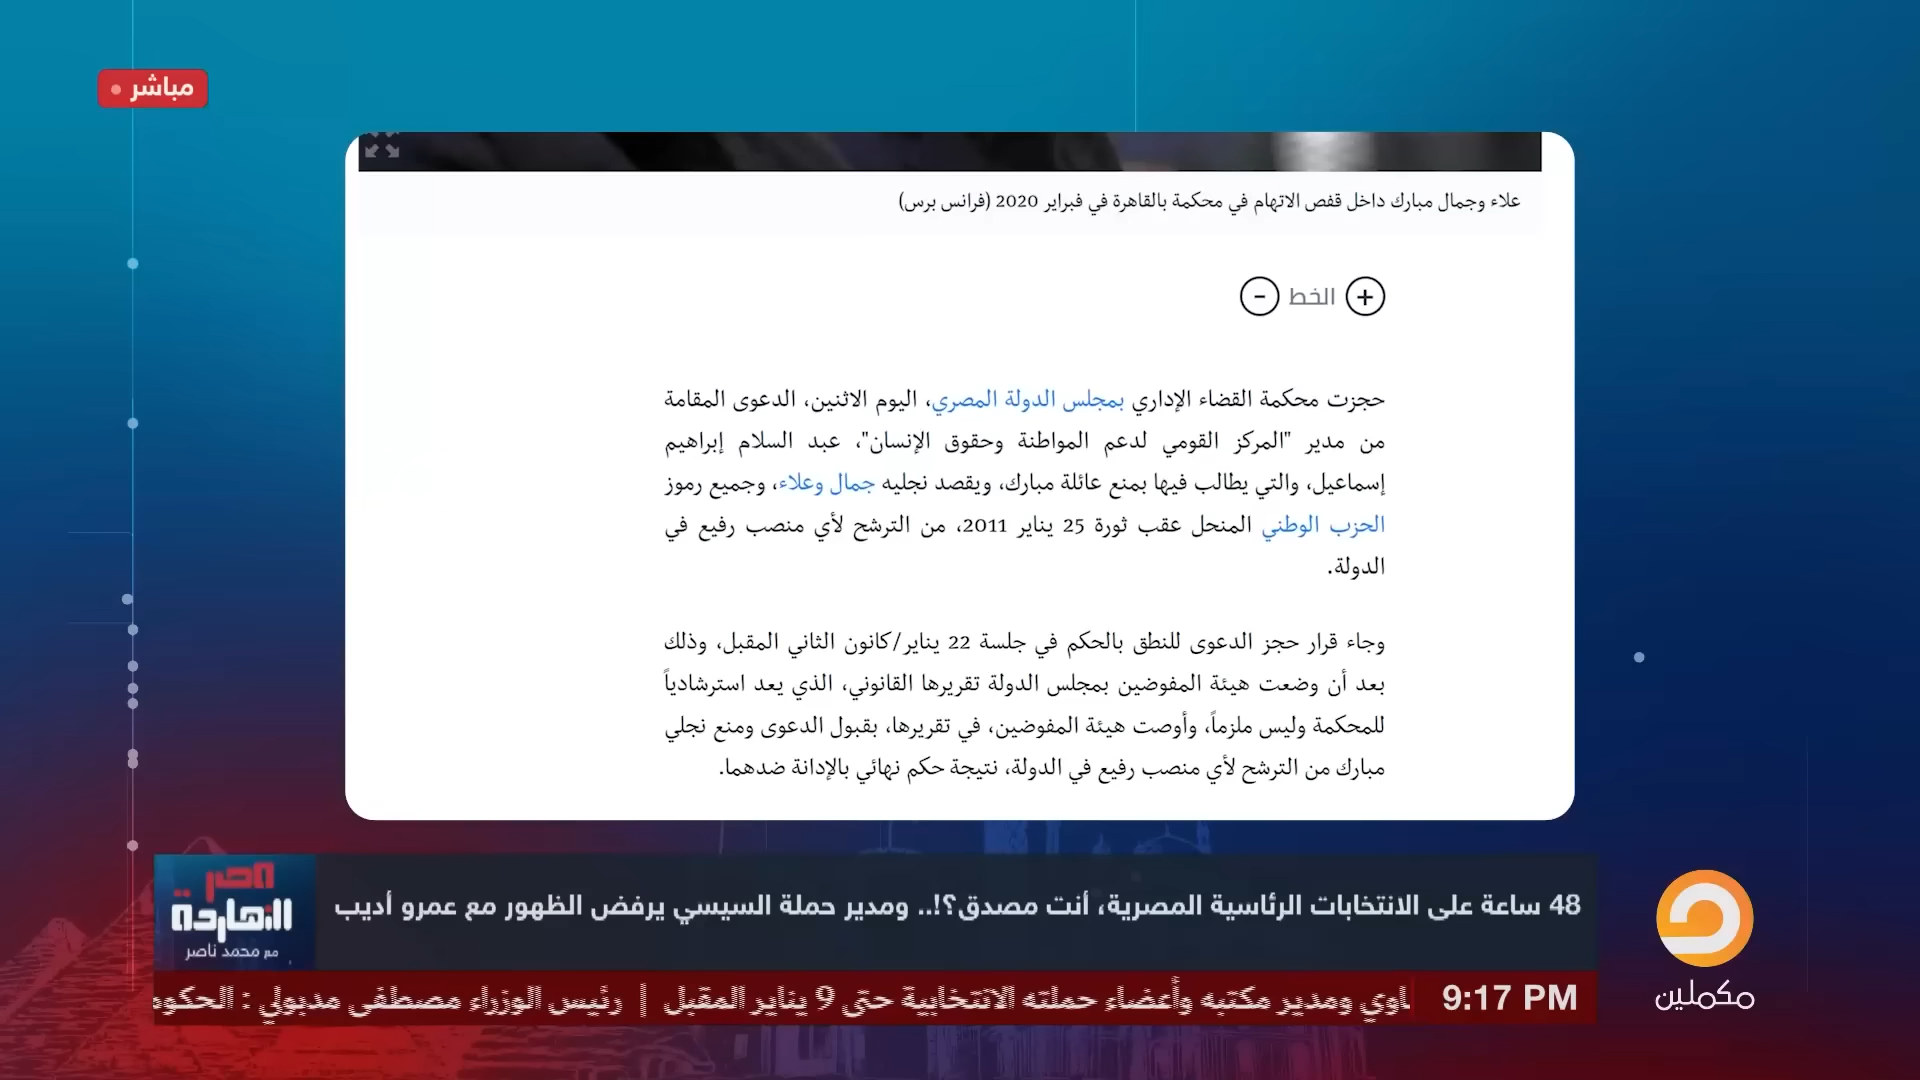 مباشر
علاء وجمال مبارك داخل قفص الاتهام في محكمة بالقاهرة في فبراير 2020 (فرانس برس)
+ الخط -
حجزت محكمة القضاء الإداري بمجلس الدولة المصري، اليوم الاثنين، الدعوى المقامة
من مدير "المركز القومي لدعم المواطنة وحقوق الإنسان"، عبد السلام إبراهيم
إسماعيل، والتي يطالب فيها بمنع عائلة مبارك، ويقصد نجليه جمال وعلاء، وجميع رموز
الحزب الوطني المنحل عقب ثورة 25 يناير 2011، من الترشح لأي منصب رفيع في
الدولة.
وجاء قرار حجز الدعوى للنطق بالحكم في جلسة 22 يناير/كانون الثاني المقبل، وذلك
بعد أن وضعت هيئة المفوضين بمجلس الدولة تقريرها القانوني، الذي يعد استرشادياً
للمحكمة وليس ملزماً، وأوصت هيئة المفوضين، في تقريرها، بقبول الدعوى ومنع نجلي
مبارك من الترشح لأي منصب رفيع في الدولة، نتيجة حكم نهائي بالإدانة ضدهما.
48 ساعة على الانتخابات الرئاسية المصرية، أنت مصدق؟!.. ومدير حملة السيسي يرفض الظهور مع عمرو أديب
مصر
النهاردة
مع محمد ناصر
9:17 PM
ومدير مكتبه وأعضاء حملته الانتخابية حتى 9 يناير المقبل | رئيس الوزراء مصطفى مدبولي :
مكملين